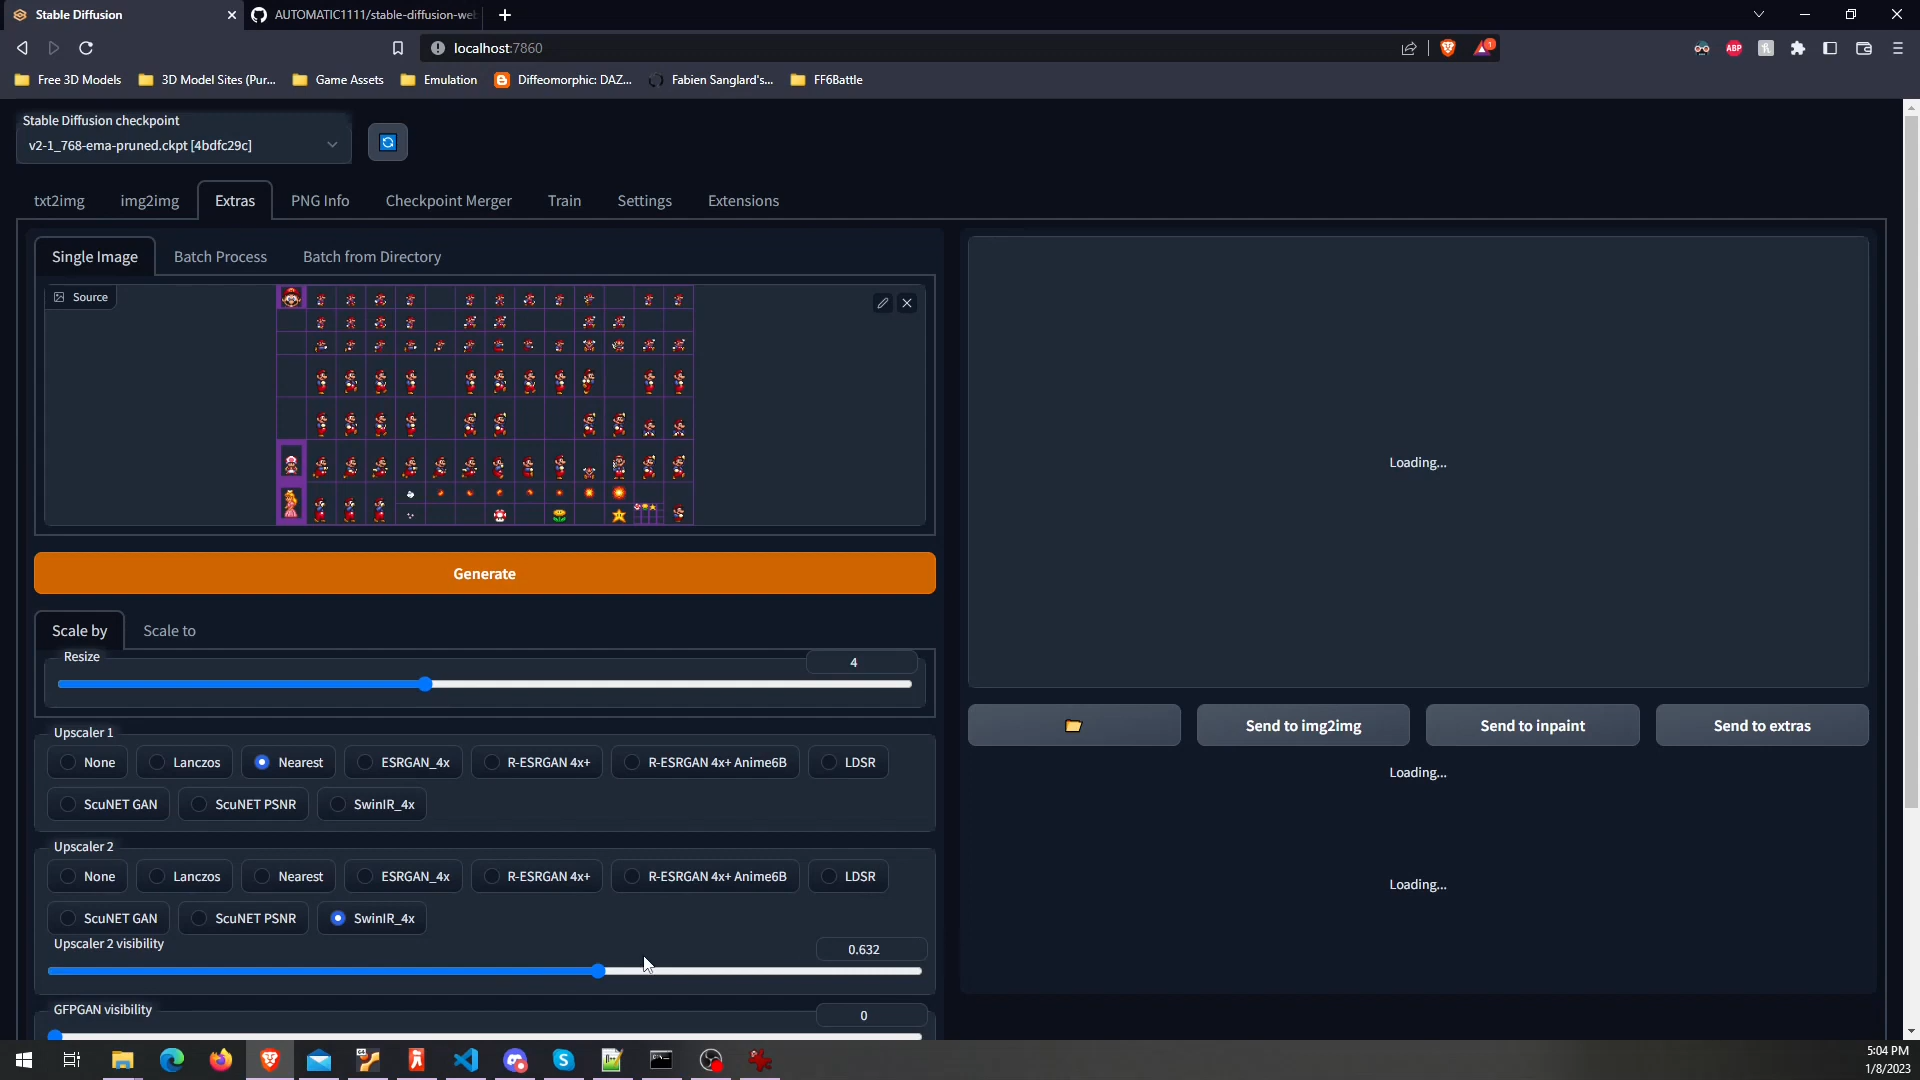 Stable Diffusion
AUTOMATIC1111/stable-diffusion-web
localhost:7860
ABP
1
Free 3D Models
3D Model Sites (Pur...
Game Assets
Emulation
Diffeomorphic: DAZ...
Fabien Sanglard's...
FF6Battle
Stable Diffusion checkpoint
v2-1_768-ema-pruned.ckpt [4bdfc29c]
txt2img
img2img
Extras
PNG Info
Checkpoint Merger
Train
Settings
Extensions
Single Image
Batch Process
Batch from Directory
Source
Loading...
Generate
Scale by
Scale to
Resize
4
Send to img2img
Send to inpaint
Send to extras
Upscaler 1
None
Lanczos
Nearest
ESRGAN_4x
R-ESRGAN 4x+
R-ESRGAN 4x+ Anime6B
LDSR
ScuNET GAN
ScuNET PSNR
SwinIR_4x
Loading...
Upscaler 2
None
Lanczos
Nearest
ESRGAN_4x
R-ESRGAN 4x+
R-ESRGAN 4x+ Anime6B
LDSR
ScuNET GAN
ScuNET PSNR
SwinIR_4x
Loading...
Upscaler 2 visibility
0.632
GFPGAN visibility
0
5:04 PM
1/8/2023